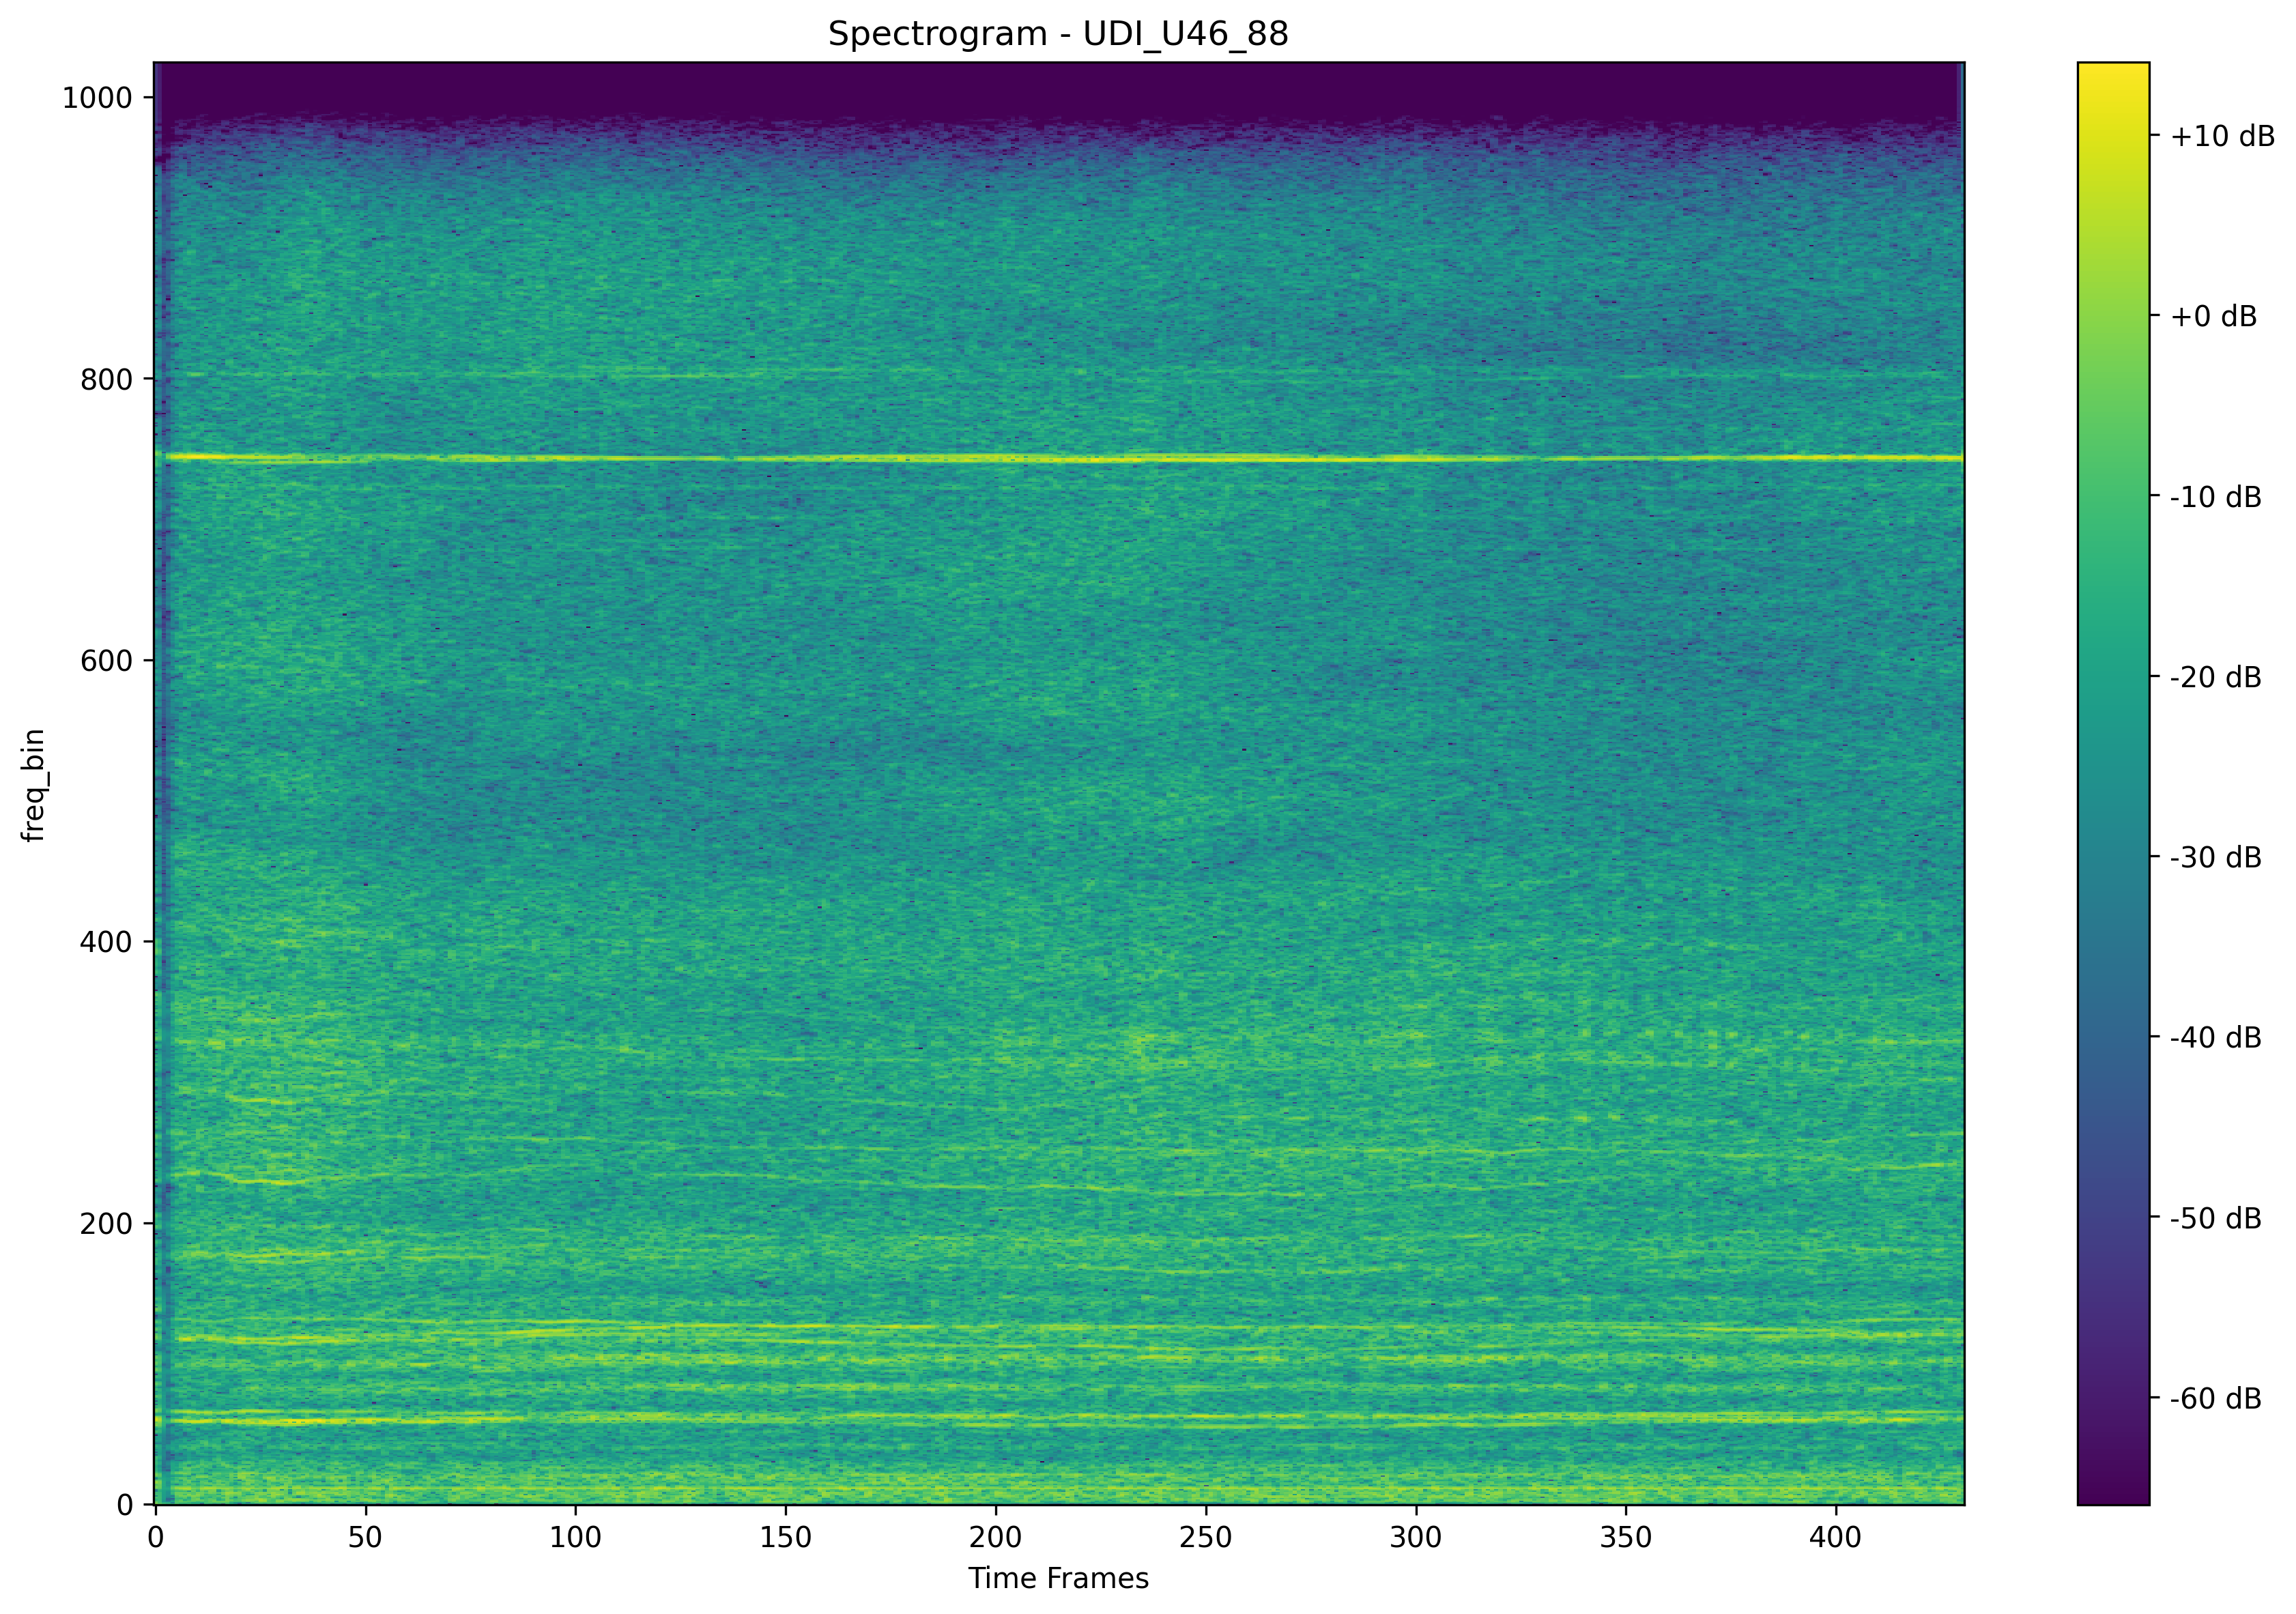 Spectrogram - UDI_U46_88
1000
800
600
400
200
0
freq_bin
0 50 100 150 200 250 300 350 400
Time Frames
+10 dB
+0 dB
-10 dB
-20 dB
-30 dB
-40 dB
-50 dB
-60 dB